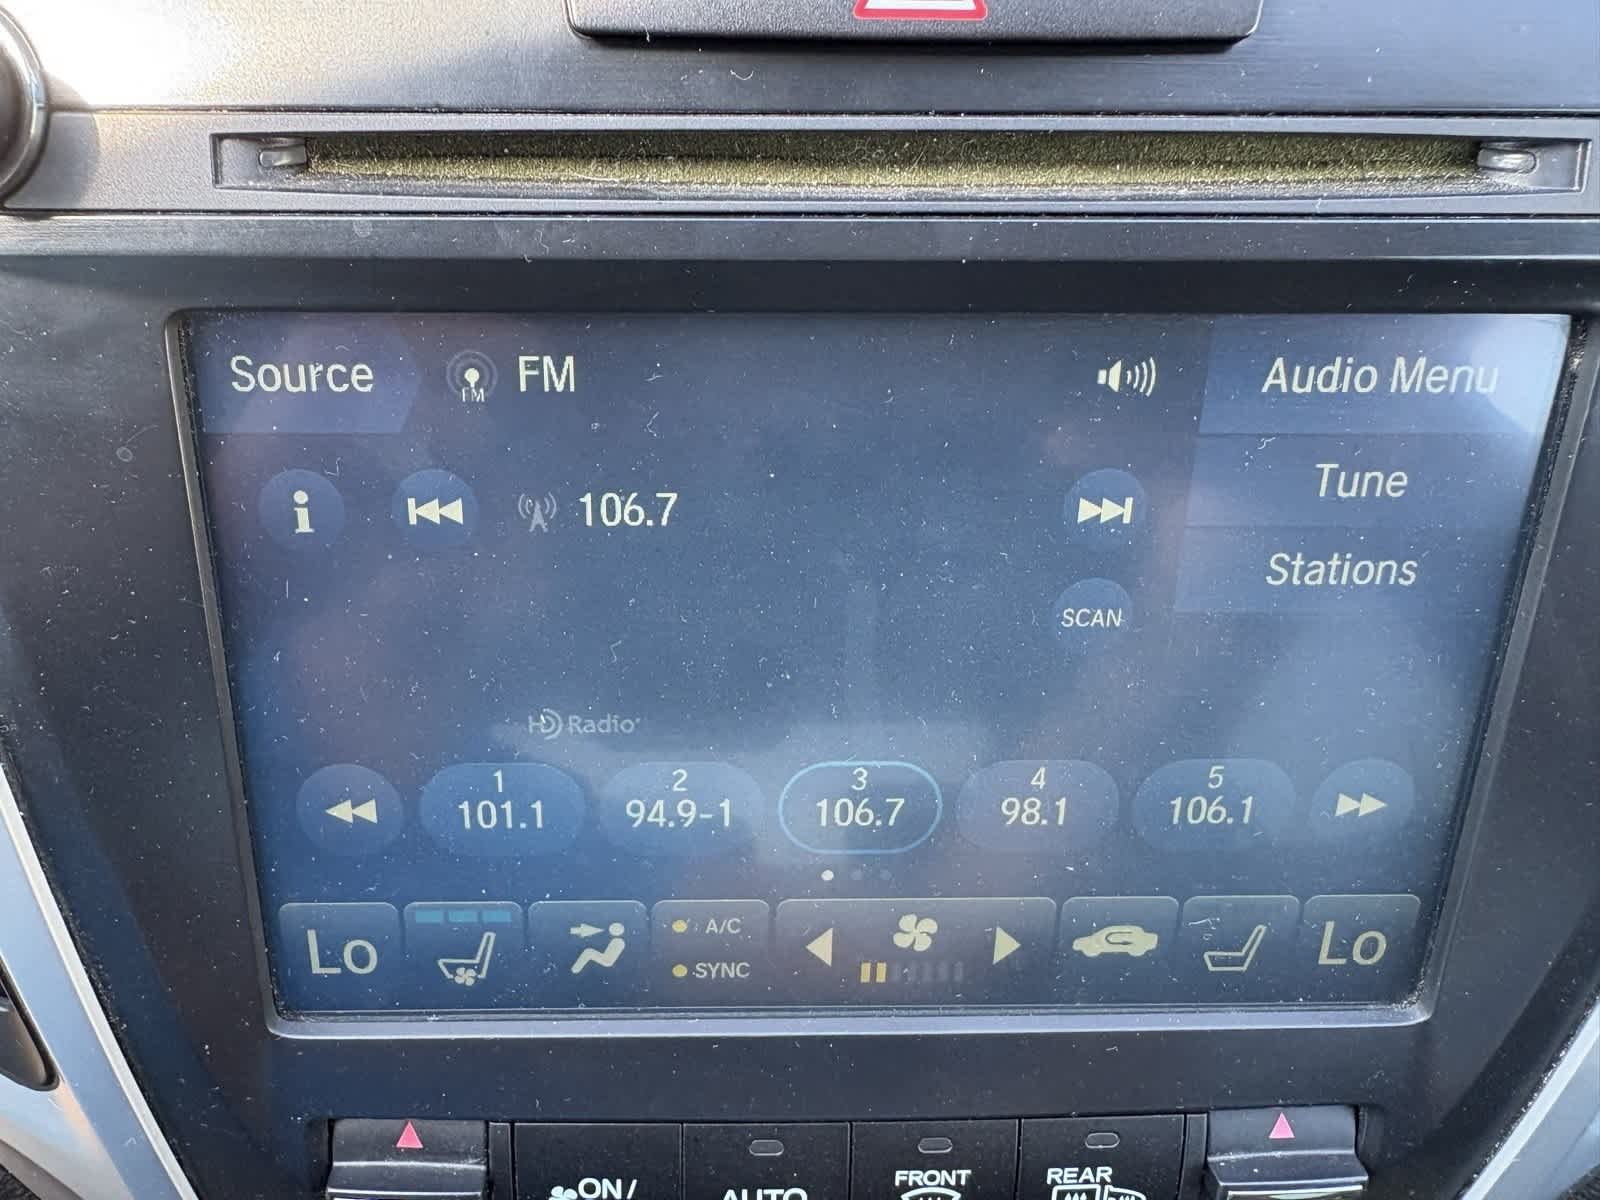 Source FM Audio Menu
FM
i 106.7 Tune
Stations
SCAN
HD Radio
1 2 3 4 5
101.1 94.9-1 106.7 98.1 106.1
Lo A/C Lo
SYNC
ON/ AUTO FRONT REAR